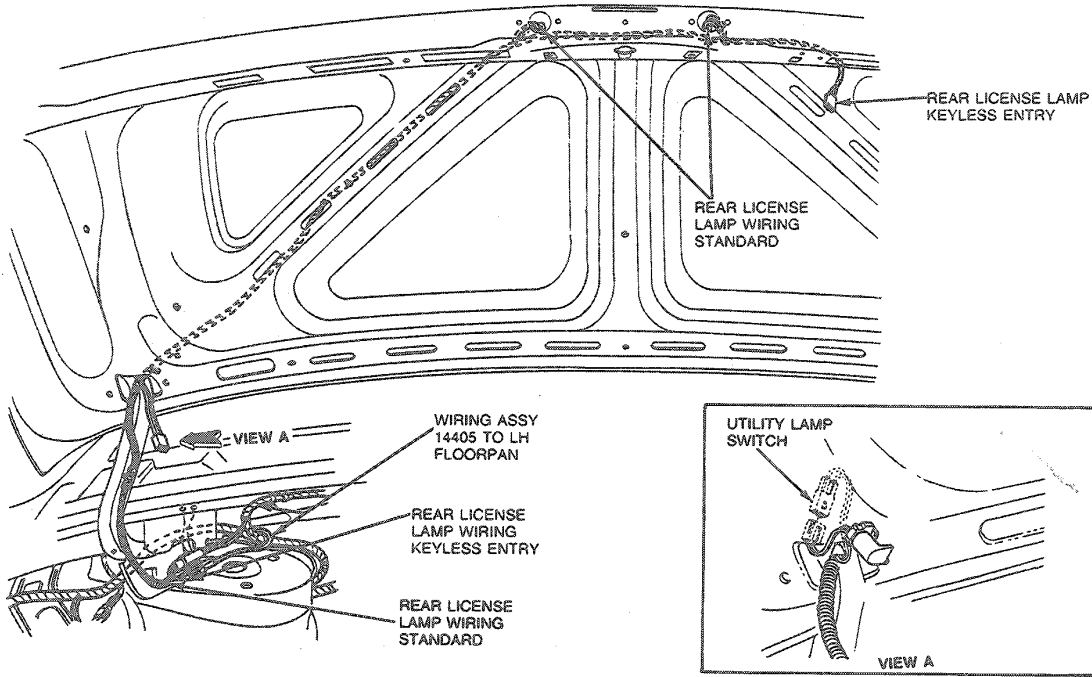 REAR LICENSE LAMP
KEYLESS ENTRY
REAR LICENSE
LAMP WIRING
STANDARD
VIEW A
WIRING ASSY
14405 TO LH
FLOORPAN
REAR LICENSE
LAMP WIRING
KEYLESS ENTRY
REAR LICENSE
LAMP WIRING
STANDARD
UTILITY LAMP
SWITCH
VIEW A